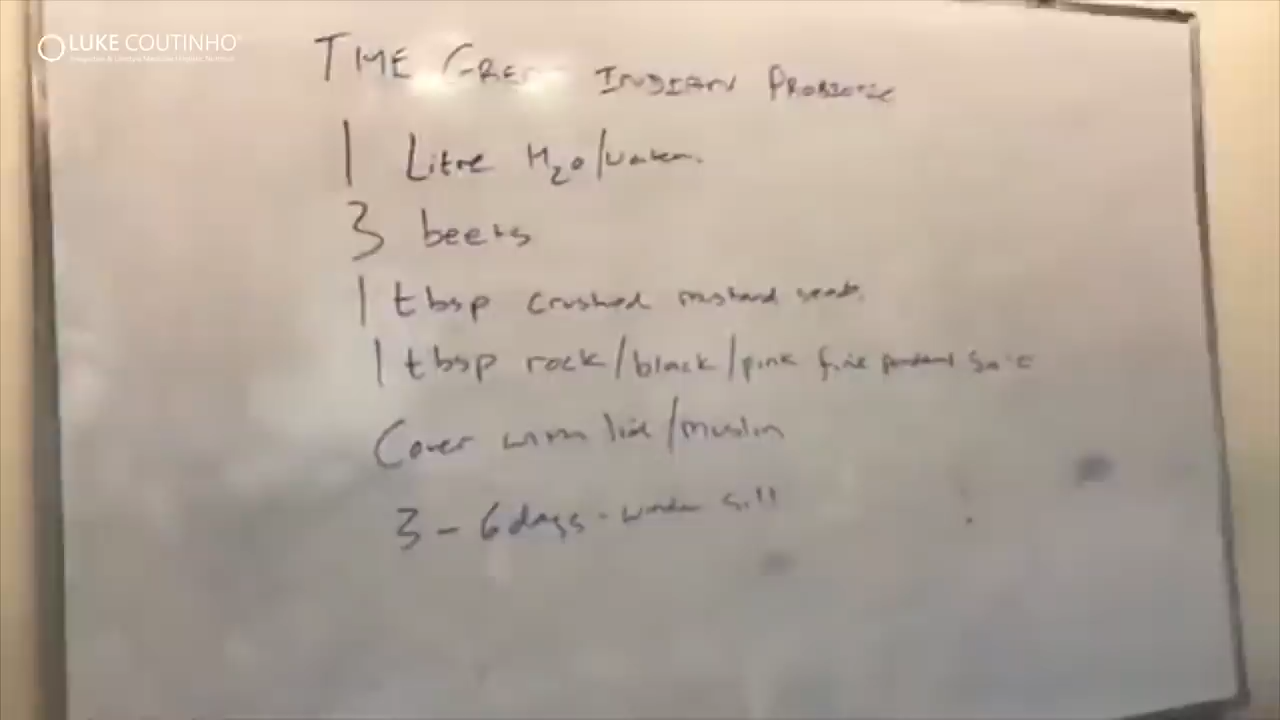 LUKE COUTINHO
THE GREAT INDIAN PROBIOTIC
1 Litre H2O/water.
3 beets
1 tbsp crushed mustard seeds.
1 tbsp rock/black/pink fine powdered salt
Cover with lid/muslin
3 - 6 days - window sill